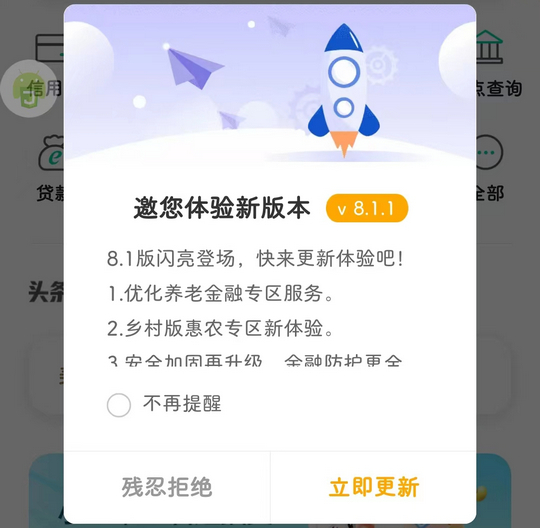 信用
点查询
贷款
全部
邀您体验新版本 v 8.1.1
头条
8.1版闪亮登场，快来更新体验吧！
1.优化养老金融专区服务。
2.乡村版惠农专区新体验。
3.安全加固再升级，金融防护更全
不再提醒
残忍拒绝
立即更新